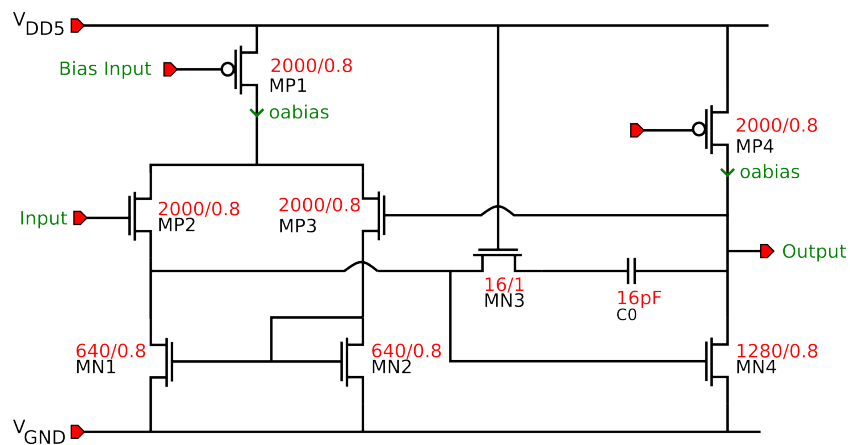 VDD5
Bias Input
2000/0.8
MP1
oabias
2000/0.8
MP4
oabias
Input
2000/0.8
MP2
2000/0.8
MP3
Output
16/1
MN3
16pF
C0
640/0.8
MN1
640/0.8
MN2
1280/0.8
MN4
VGND